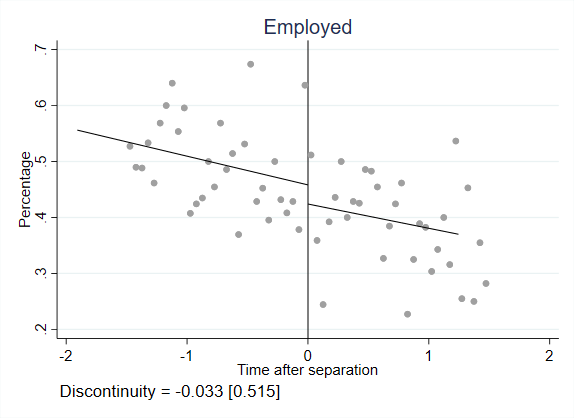 Employed
Percentage
.7
.6
.5
.4
.3
.2
-2 -1 0 1 2
Time after separation
Discontinuity = -0.033 [0.515]